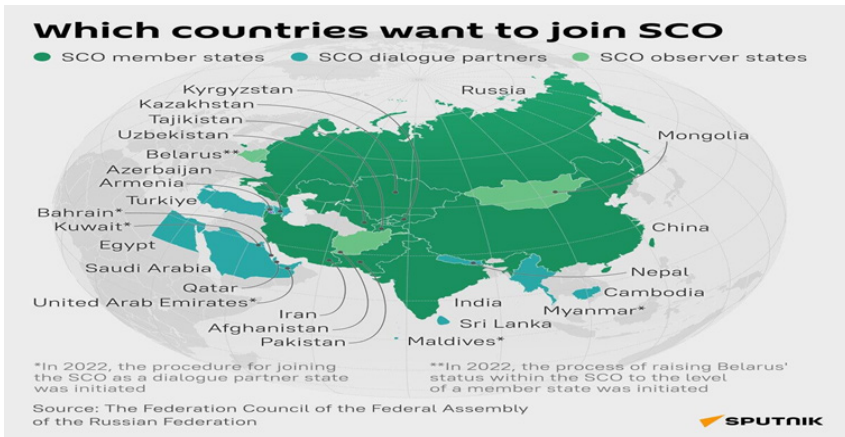 Which countries want to join SCO
SCO member states
SCO dialogue partners
SCO observer states
Kyrgyzstan
Kazakhstan
Tajikistan
Uzbekistan
Belarus**
Azerbaijan
Armenia
Turkiye
Bahrain*
Kuwait*
Egypt
Saudi Arabia
Qatar
United Arab Emirates*
Iran
Afghanistan
Pakistan
Russia
Mongolia
China
Nepal
Cambodia
Myanmar*
India
Sri Lanka
Maldives*
*In 2022, the procedure for joining
the SCO as a dialogue partner state
was initiated
**In 2022, the process of raising Belarus'
status within the SCO to the level
of a member state was initiated
Source: The Federation Council of the Federal Assembly
of the Russian Federation
SPUTNIK